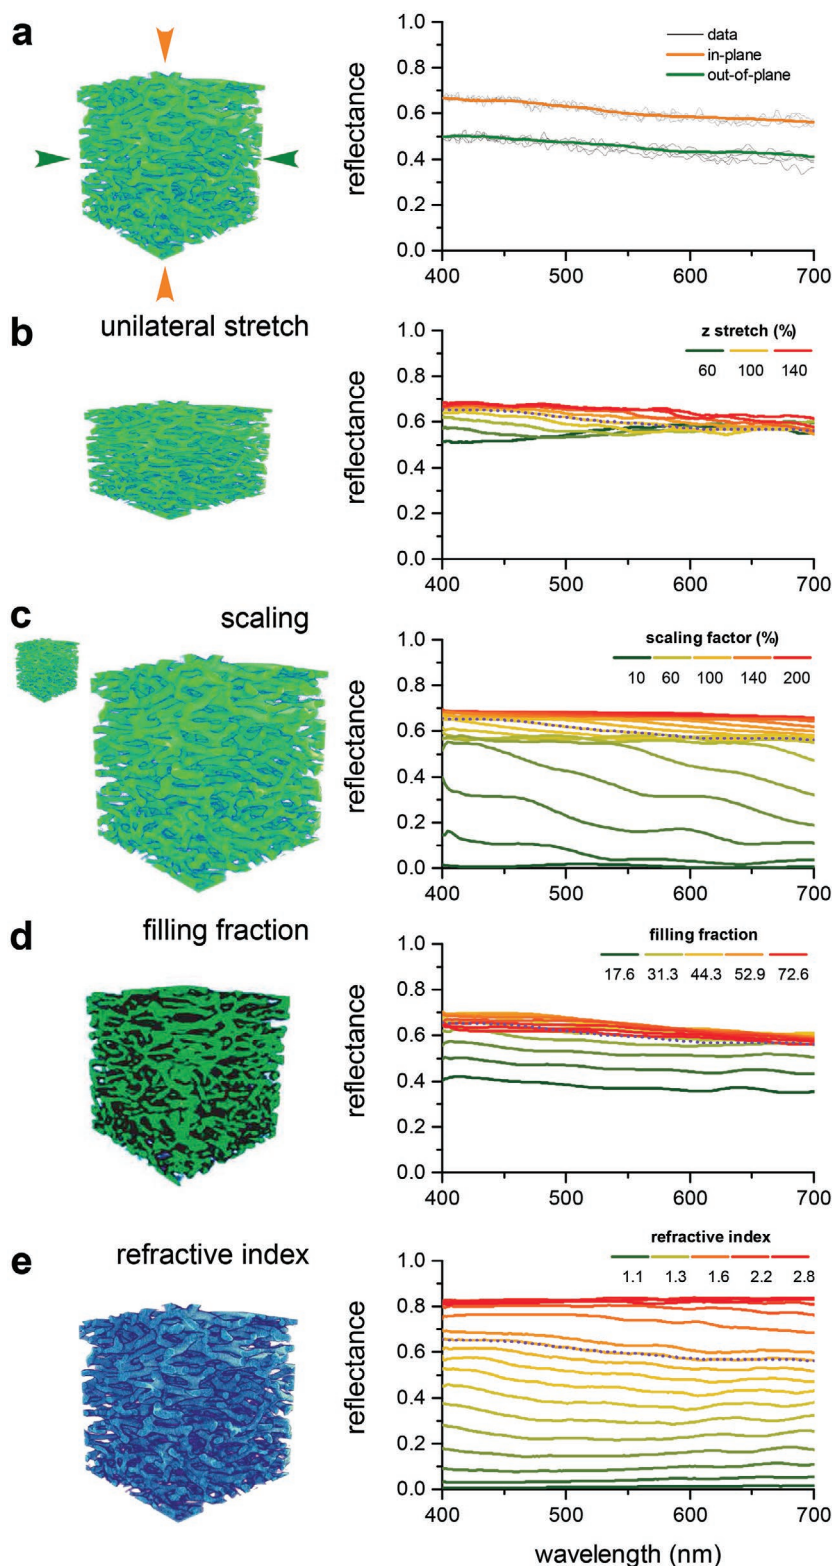 a
reflectance
1.0
0.8
0.6
0.4
0.2
0.0
data
in-plane
out-of-plane
400 500 600 700
b
unilateral stretch
reflectance
1.0
0.8
0.6
0.4
0.2
0.0
z stretch (%)
60 100 140
400 500 600 700
c
scaling
reflectance
1.0
0.8
0.6
0.4
0.2
0.0
scaling factor (%)
10 60 100 140 200
400 500 600 700
d
filling fraction
reflectance
1.0
0.8
0.6
0.4
0.2
0.0
filling fraction
17.6 31.3 44.3 52.9 72.6
400 500 600 700
e
refractive index
reflectance
1.0
0.8
0.6
0.4
0.2
0.0
refractive index
1.1 1.3 1.6 2.2 2.8
400 500 600 700
wavelength (nm)